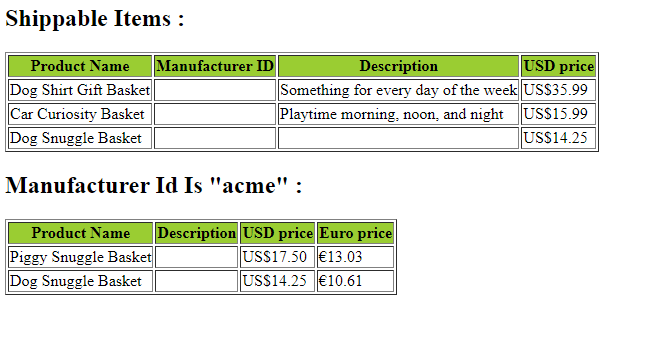 Shippable Items :
Product Name Manufacturer ID Description USD price
Dog Shirt Gift Basket Something for every day of the week US$35.99
Car Curiosity Basket Playtime morning, noon, and night US$15.99
Dog Snuggle Basket US$14.25
Manufacturer Id Is "acme" :
Product Name Description USD price Euro price
Piggy Snuggle Basket US$17.50 €13.03
Dog Snuggle Basket US$14.25 €10.61